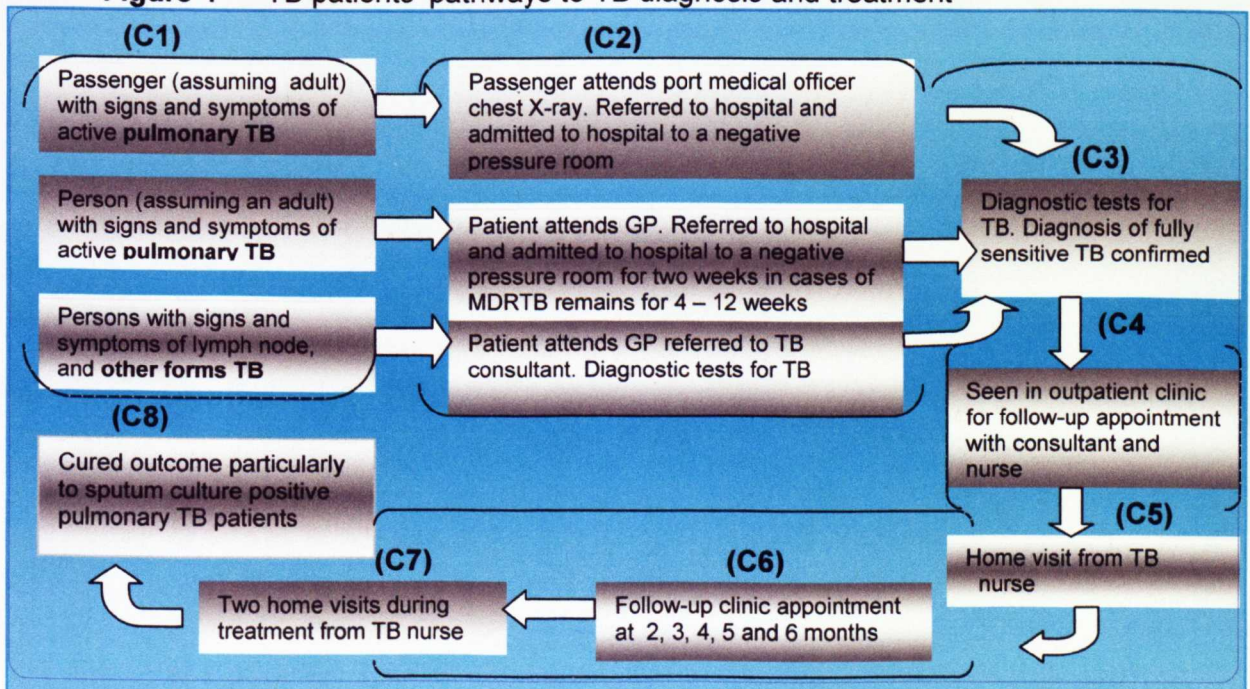 TB patients' pathways to TB diagnosis and treatment
(C1)
Passenger (assuming adult)
with signs and symptoms of
active pulmonary TB
Person (assuming an adult)
with signs and symptoms of
active pulmonary TB
Persons with signs and
symptoms of lymph node,
and other forms TB
(C2)
Passenger attends port medical officer
chest X-ray. Referred to hospital and
admitted to hospital to a negative
pressure room
Patient attends GP. Referred to hospital
and admitted to hospital to a negative
pressure room for two weeks in cases of
MDRTB remains for 4 – 12 weeks
Patient attends GP referred to TB
consultant. Diagnostic tests for TB
(C3)
Diagnostic tests for
TB. Diagnosis of fully
sensitive TB confirmed
(C4
Seen in outpatient clinic
for follow-up appointment
with consultant and
nurse
(C5)
Home visit from TB
nurse
(C6)
Follow-up clinic appointment
at 2, 3, 4, 5 and 6 months
(C7)
Two home visits during
treatment from TB nurse
(C8)
Cured outcome particularly
to sputum culture positive
pulmonary TB patients